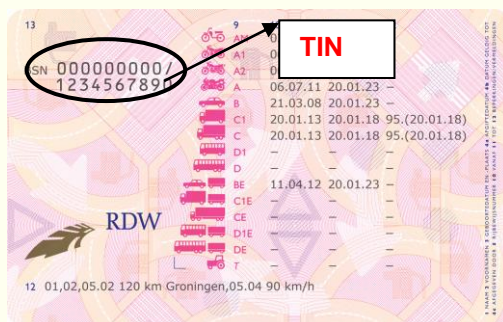 13 9
TIN
AM 0
BSN 000000000/ A1 0
1234567890 A2 0
A 06.07.11 20.01.23 –
B 21.03.08 20.01.23 –
C1 20.01.13 20.01.18 95.(20.01.18)
C 20.01.13 20.01.18 95.(20.01.18)
D1 – – –
D – – –
BE 11.04.12 20.01.23 –
C1E – – –
RDW CE – – –
D1E – – –
DE – – –
T – – –
12 01,02,05.02 120 km Groningen,05.04 90 km/h